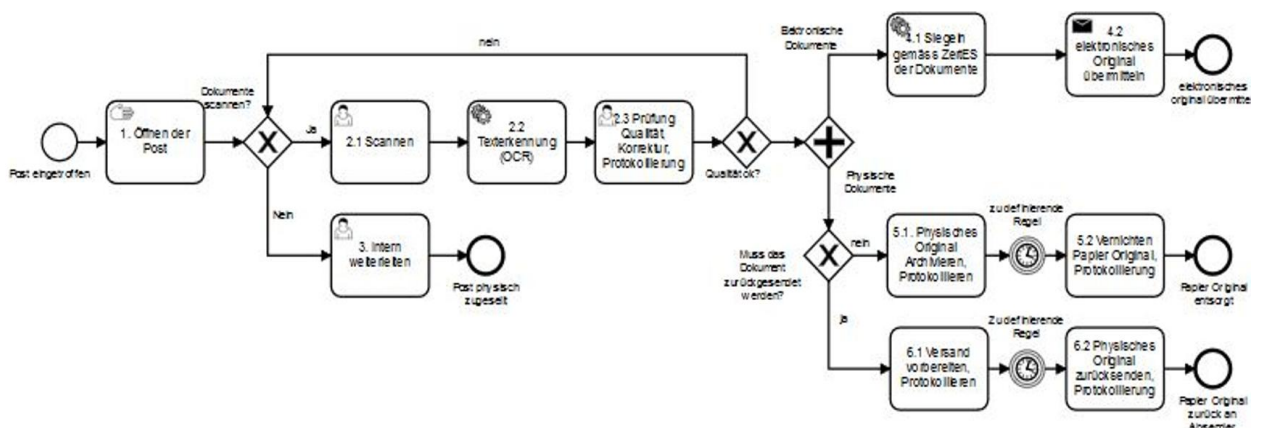 Post eingetroffen
1. Öffnen der
Post
Dokumente
scannen?
Ja
Nein
2.1 Scannen
2.2
Texterkennung
(OCR)
2.3 Prüfung
Qualität,
Korrektur,
Protokollierung
nein
Qualität ok?
3. Intern
weiterleiten
Post physisch
zugeselt
Elektronische
Dokumente
4.1 Siegeln
gemäss ZertES
der Dokumente
4.2
elektronisches
Original
übermitteln
elektronisches
orginal übermitte
Physische
Dokumente
Muss das
Dokument
zurückgesendet
werden?
nein
5.1. Physisches
Original
Archivieren,
Protokollieren
zu definierende
Regel
5.2 Vernichten
Papier Original,
Protokollierung
Papier Original
entsorgt
ja
6.1 Versand
vorbereiten,
Protokollieren
Zu definierende
Regel
6.2 Physisches
Original
zurücksenden,
Protokollierung
Papier Original
zurück an
Absender